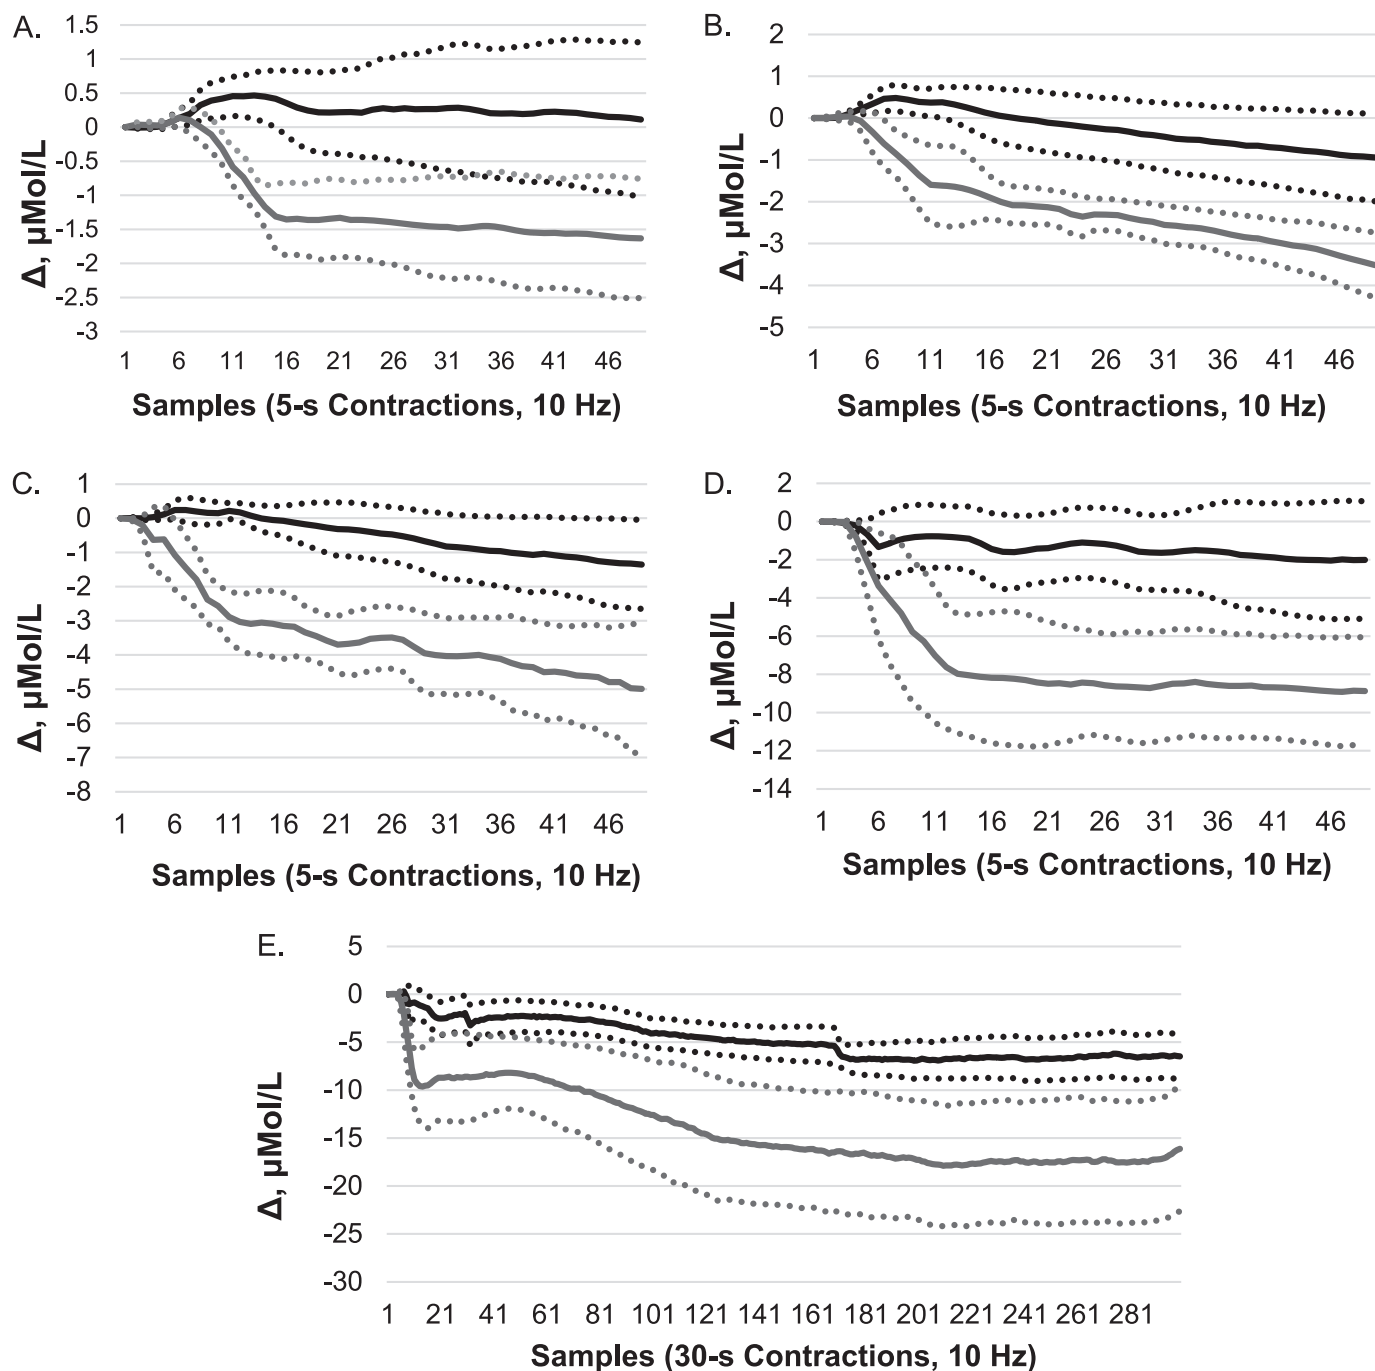 A.
1.5
1
0.5
0
-0.5
-1
-1.5
-2
-2.5
-3
Δ, µMol/L
1 6 11 16 21 26 31 36 41 46
Samples (5-s Contractions, 10 Hz)
B.
2
1
0
-1
-2
-3
-4
-5
Δ, µMol/L
1 6 11 16 21 26 31 36 41 46
Samples (5-s Contractions, 10 Hz)
C.
1
0
-1
-2
-3
-4
-5
-6
-7
-8
Δ, µMol/L
1 6 11 16 21 26 31 36 41 46
Samples (5-s Contractions, 10 Hz)
D.
2
0
-2
-4
-6
-8
-10
-12
-14
Δ, µMol/L
1 6 11 16 21 26 31 36 41 46
Samples (5-s Contractions, 10 Hz)
E.
5
0
-5
-10
-15
-20
-25
-30
Δ, µMol/L
1 21 41 61 81 101 121 141 161 181 201 221 241 261 281
Samples (30-s Contractions, 10 Hz)